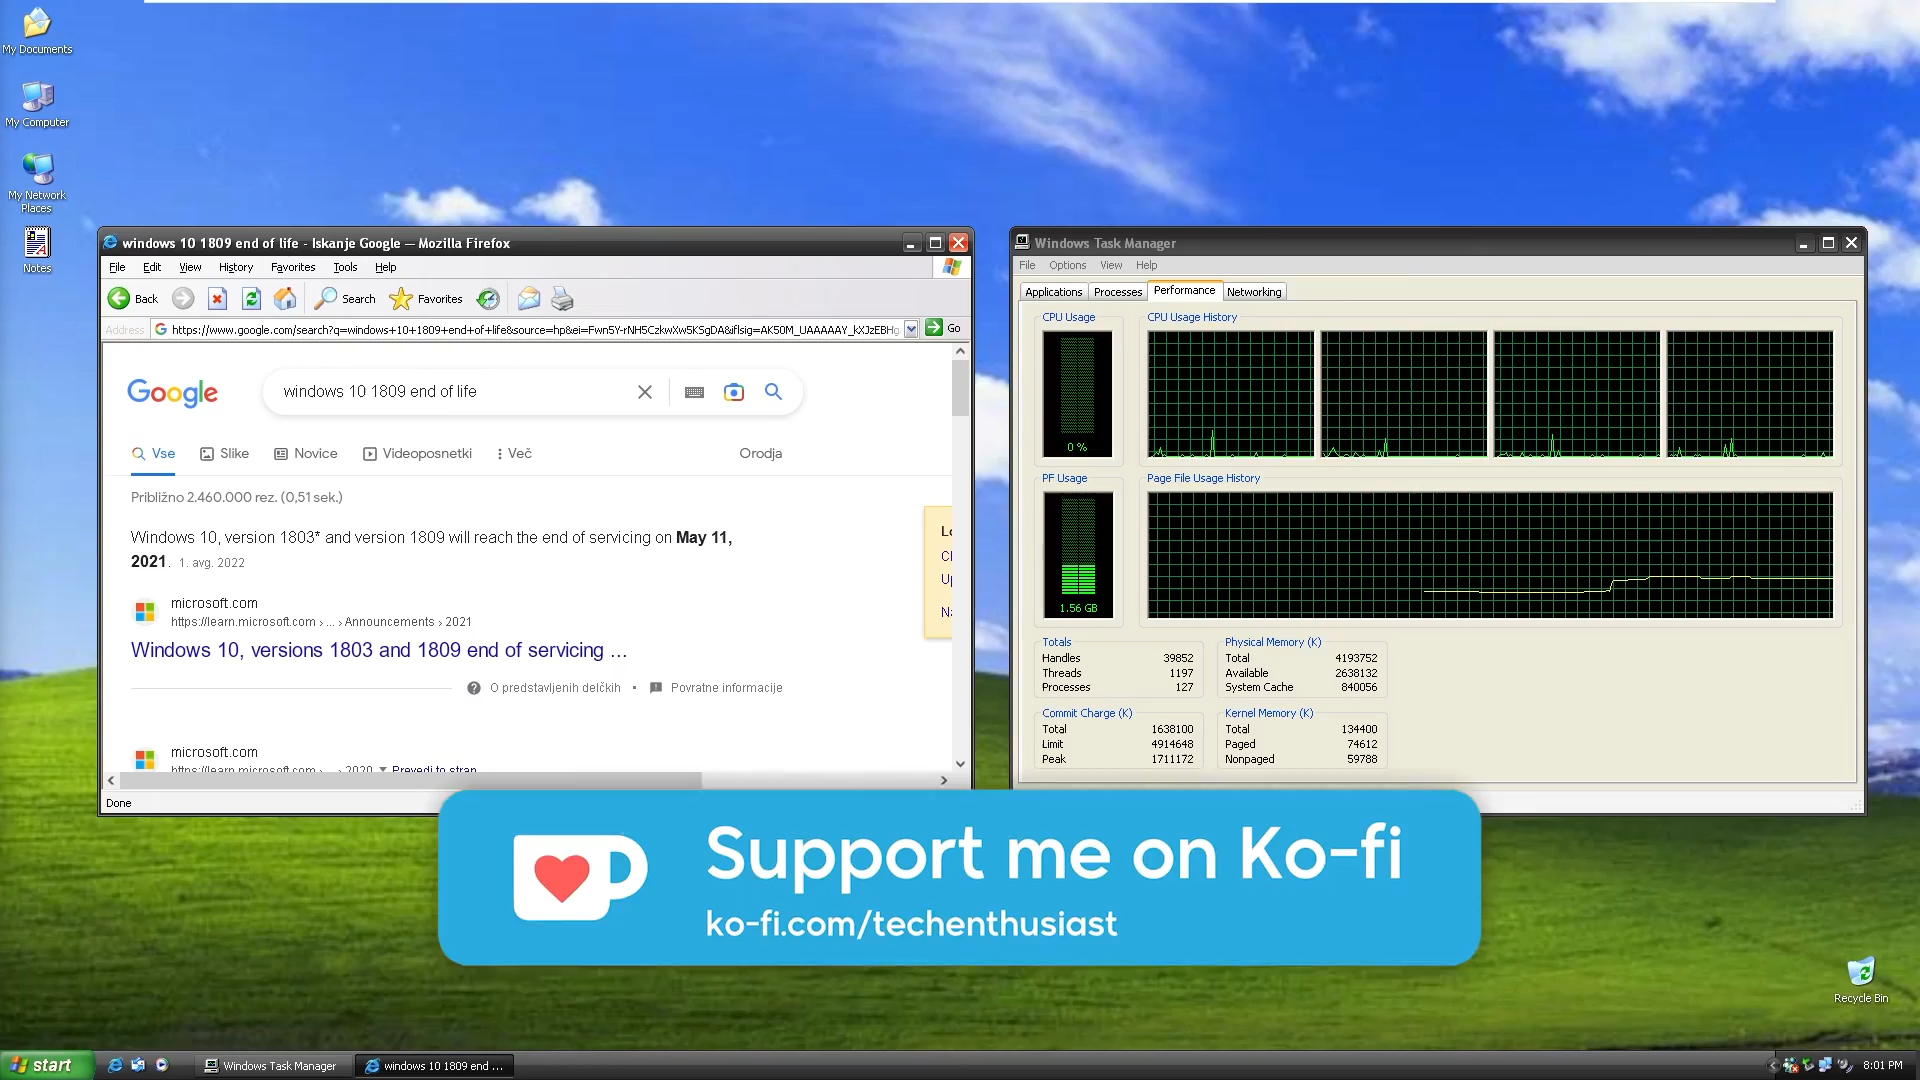 My Documents
My Computer
My Network
Places
Notes
windows 10 1809 end of life - Iskanje Google — Mozilla Firefox
File Edit View History Favorites Tools Help
Back Search Favorites
Address https://www.google.com/search?q=windows+10+1809+end+of+life&source=hp&ei=Fwn5Y-rNH5CzkwXw5KSgDA&iflsig=AK50M_UAAAAAY_kXJzEBHg Go
Google windows 10 1809 end of life
Vse Slike Novice Videoposnetki Več Orodja
Približno 2.460.000 rez. (0,51 sek.)
Windows 10, version 1803* and version 1809 will reach the end of servicing on May 11,
2021. 1. avg. 2022
microsoft.com
https://learn.microsoft.com › ... › Announcements › 2021
Windows 10, versions 1803 and 1809 end of servicing ...
O predstavljenih delčkih • Povratne informacije
microsoft.com
https://learn.microsoft.com › ... › 2020 Prevedi to stran
Done
Windows Task Manager
File Options View Help
Applications Processes Performance Networking
CPU Usage CPU Usage History
0 %
PF Usage Page File Usage History
1.56 GB
Totals
Handles 39852
Threads 1197
Processes 127
Physical Memory (K)
Total 4193752
Available 2638132
System Cache 840056
Commit Charge (K)
Total 1638100
Limit 4914648
Peak 1711172
Kernel Memory (K)
Total 134400
Paged 74612
Nonpaged 59788
Support me on Ko-fi
ko-fi.com/techenthusiast
Recycle Bin
start Windows Task Manager windows 10 1809 end ... 8:01 PM